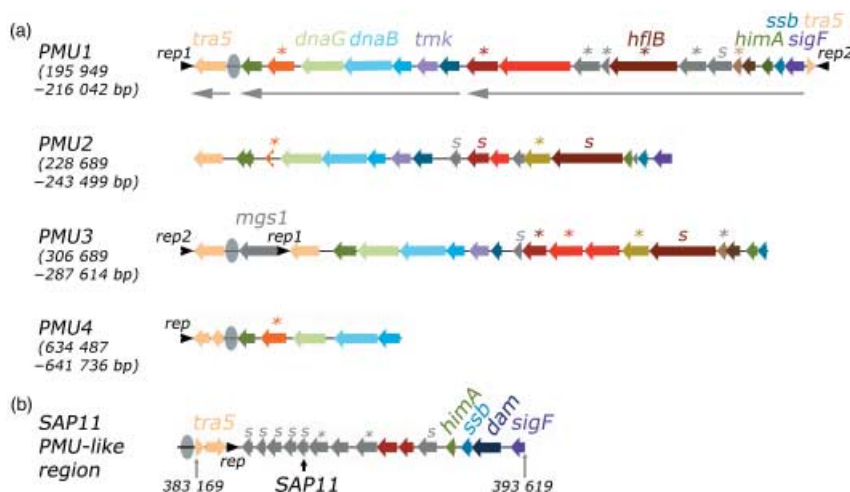 (a)
tra5 dnaG dnaB tmk hflB ssb tra5
himA sigF
PMU1 rep1 * * * * * * s * rep2
(195 949
–216 042 bp)
PMU2 * s s * s
(228 689
–243 499 bp)
mgs1
PMU3 rep2 rep1 s * * * s *
(306 689
–287 614 bp)
PMU4 rep *
(634 487
–641 736 bp)
(b)
SAP11 tra5 s s s s s * * s himA ssb dam sigF
PMU-like
region rep
383 169 SAP11 393 619